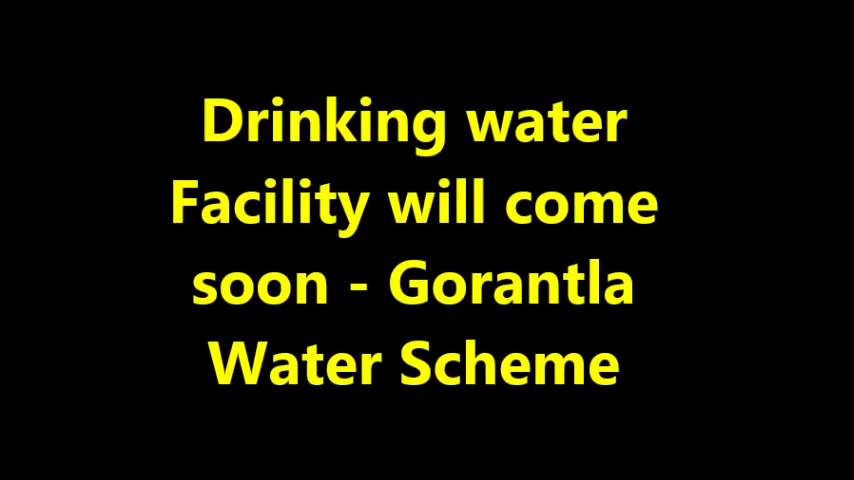 Drinking water
Facility will come
soon - Gorantla
Water Scheme